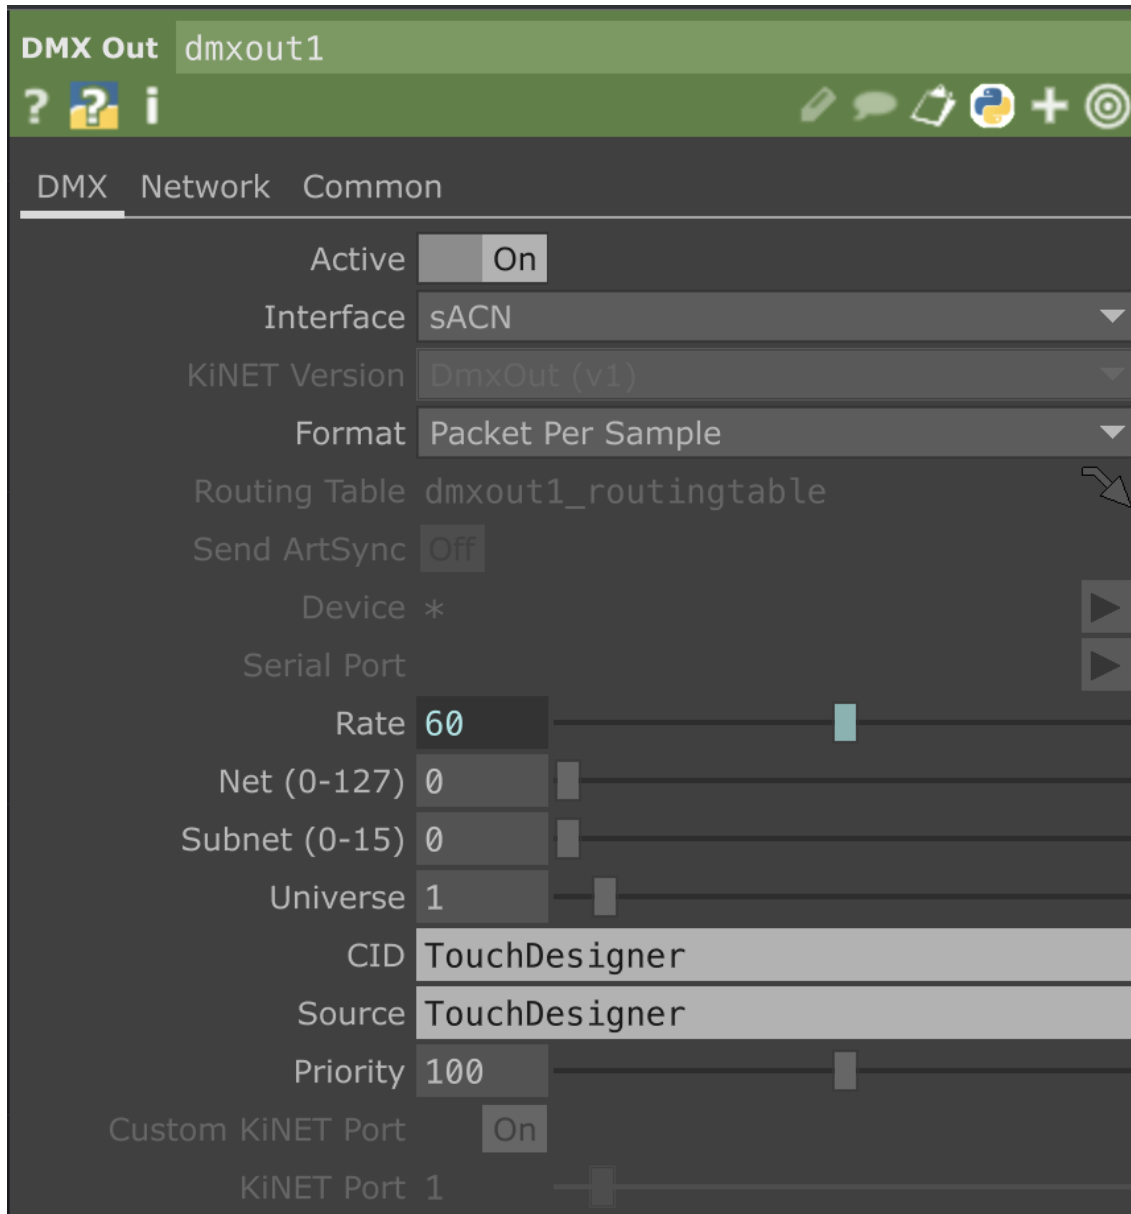 DMX Out dmxout1
? ? i
DMX Network Common
Active On
Interface sACN
KiNET Version DmxOut (v1)
Format Packet Per Sample
Routing Table dmxout1_routingtable
Send ArtSync Off
Device *
Serial Port
Rate 60
Net (0-127) 0
Subnet (0-15) 0
Universe 1
CID TouchDesigner
Source TouchDesigner
Priority 100
Custom KiNET Port On
KiNET Port 1